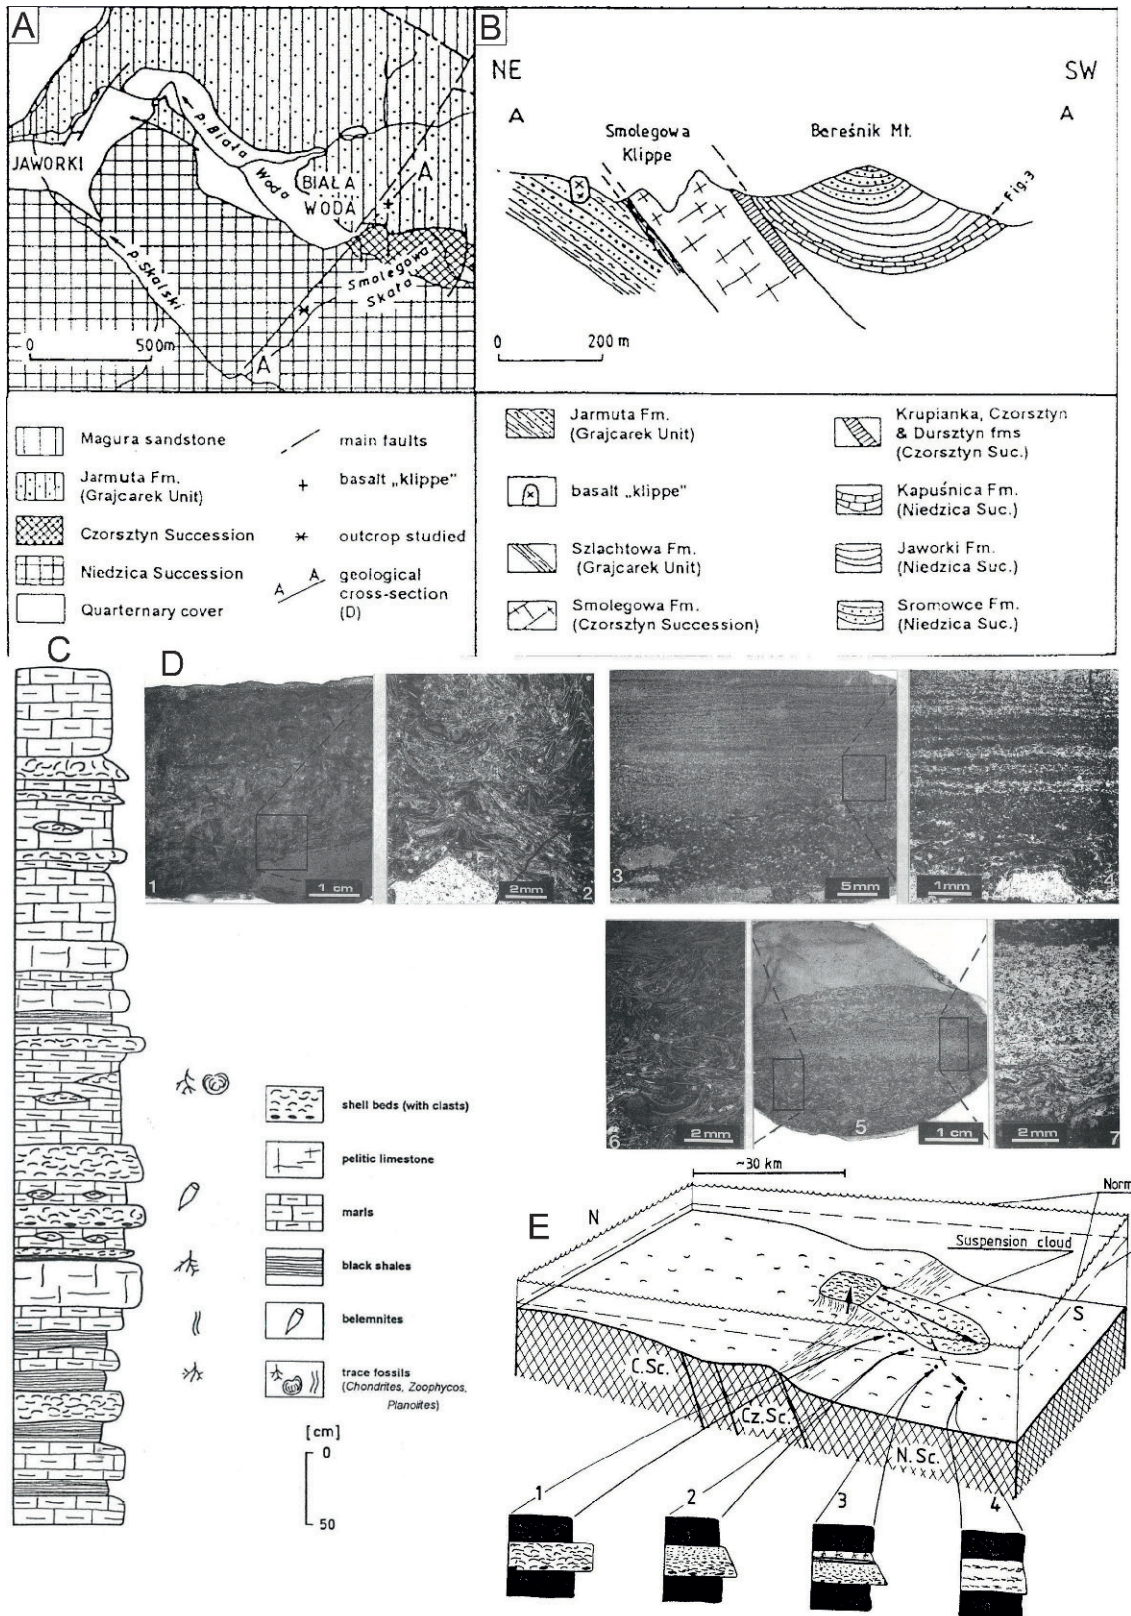 A
JAWORKI
p. Biała
Woda
BIAŁA
WODA
A
p. Skalski
Smolegowa
Skała
A
0 500m
B
NE SW
A A
Smolegowa
Klippe
Bereśnik Mt.
Fig.3
0 200 m
Magura sandstone
Jarmuta Fm.
(Grajcarek Unit)
Czorsztyn Succession
Niedzica Succession
Quarternary cover
main faults
basalt „klippe"
outcrop studied
A A
geological
cross-section
(D)
Jarmuta Fm.
(Grajcarek Unit)
basalt „klippe"
Szlachtowa Fm.
(Grajcarek Unit)
Smolegowa Fm.
(Czorsztyn Succession)
Krupianka, Czorsztyn
& Dursztyn fms
(Czorsztyn Suc.)
Kapuśnica Fm.
(Niedzica Suc.)
Jaworki Fm.
(Niedzica Suc.)
Sromowce Fm.
(Niedzica Suc.)
C
shell beds (with clasts)
pelitic limestone
marls
black shales
belemnites
trace fossils
(Chondrites, Zoophycos,
Planolites)
[cm]
0
50
D
1 1 cm
2mm 2
3 5mm
1mm 4
6 2mm
5 1 cm
2mm 7
E
~30 km
Norm
N
Suspension cloud
S
C.Sc.
Cz.Sc.
N.Sc.
1 2 3 4